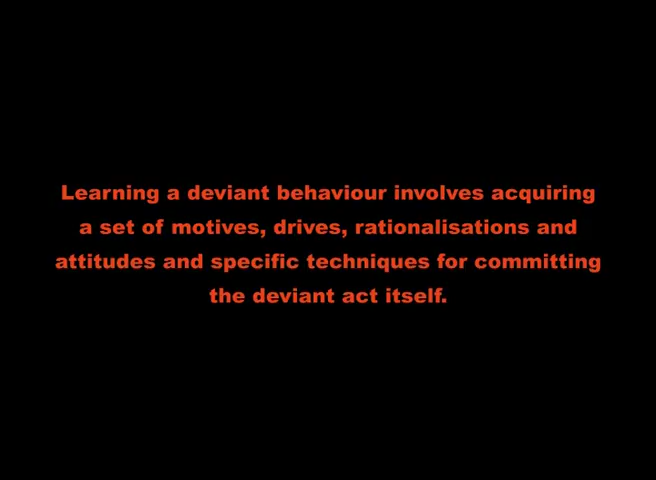 Learning a deviant behaviour involves acquiring
a set of motives, drives, rationalisations and
attitudes and specific techniques for committing
the deviant act itself.